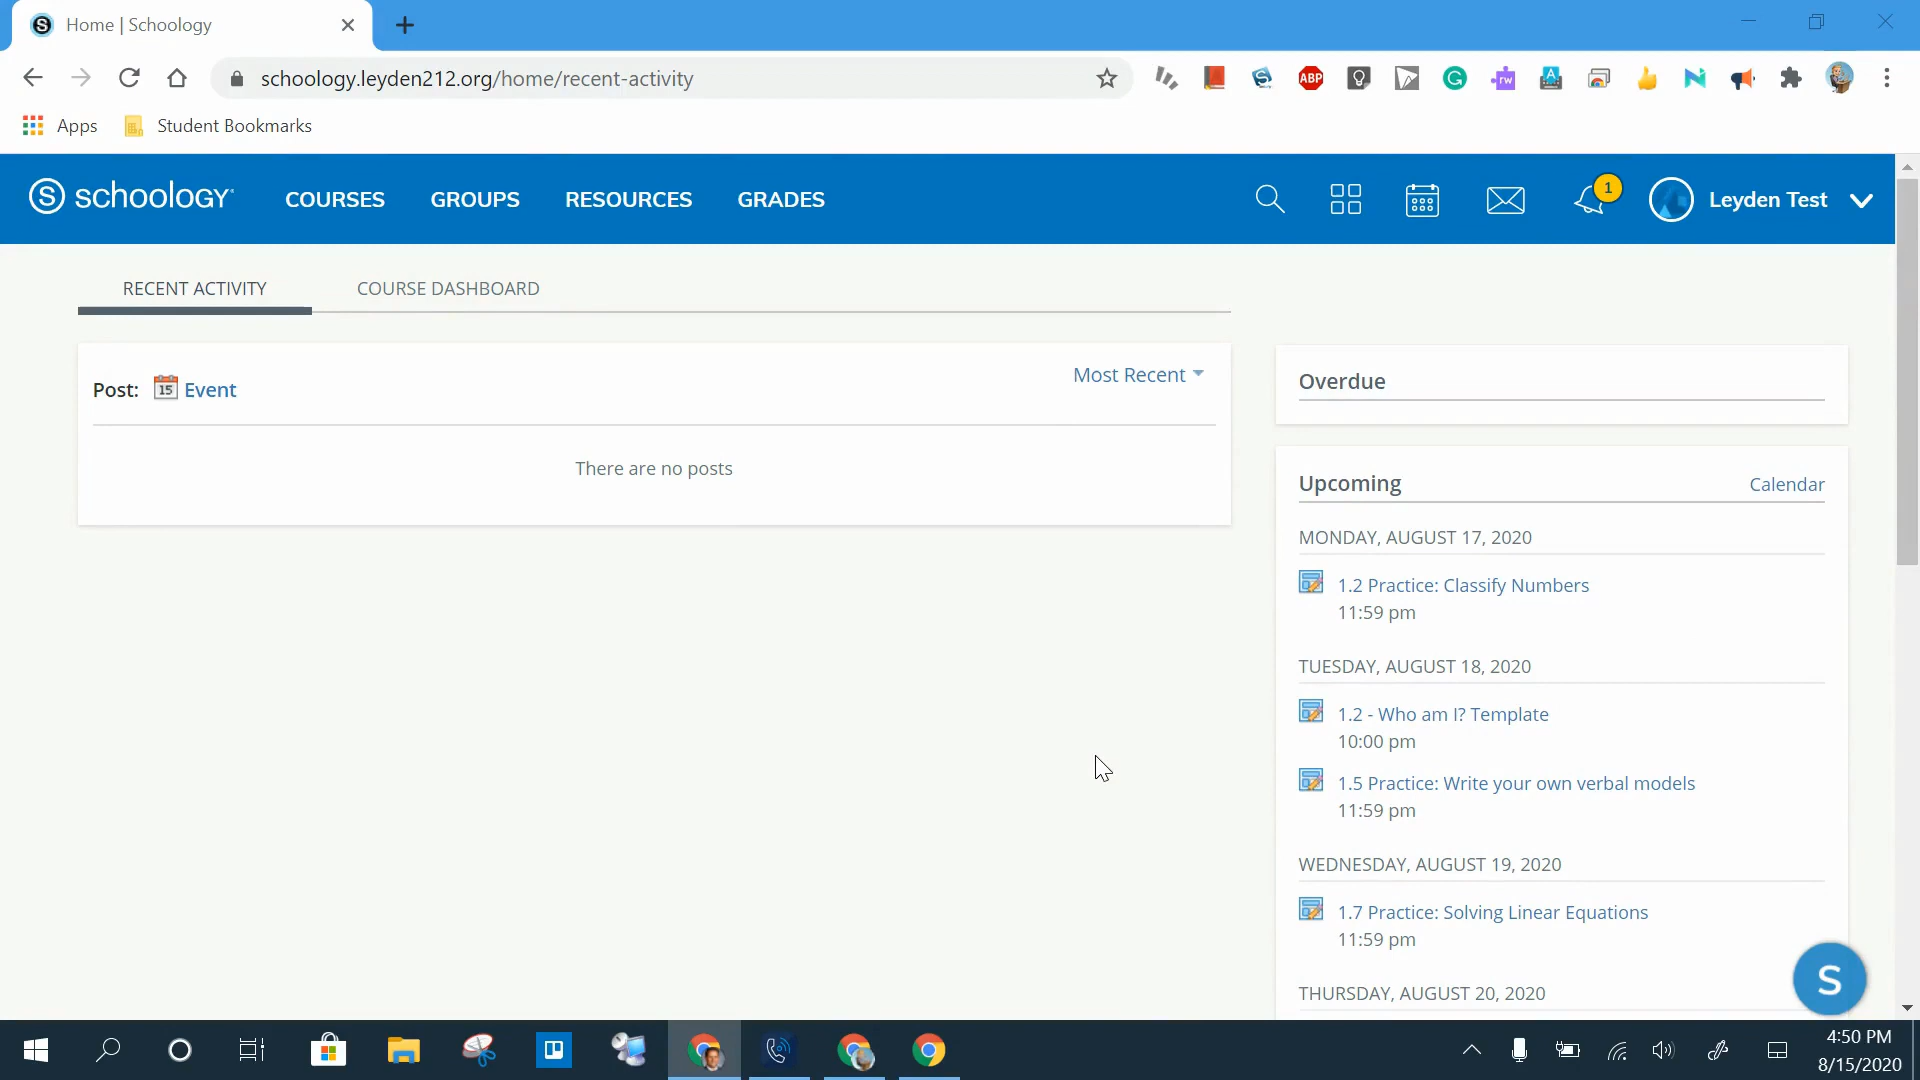 Home | Schoology
schoology.leyden212.org/home/recent-activity
ABP
rw
A
Apps
Student Bookmarks
S schoology
COURSES
GROUPS
RESOURCES
GRADES
1
Leyden Test
RECENT ACTIVITY
COURSE DASHBOARD
Post: 15 Event
Most Recent
There are no posts
Overdue
Upcoming
Calendar
MONDAY, AUGUST 17, 2020
1.2 Practice: Classify Numbers
11:59 pm
TUESDAY, AUGUST 18, 2020
1.2 - Who am I? Template
10:00 pm
1.5 Practice: Write your own verbal models
11:59 pm
WEDNESDAY, AUGUST 19, 2020
1.7 Practice: Solving Linear Equations
11:59 pm
THURSDAY, AUGUST 20, 2020
S
4:50 PM
8/15/2020